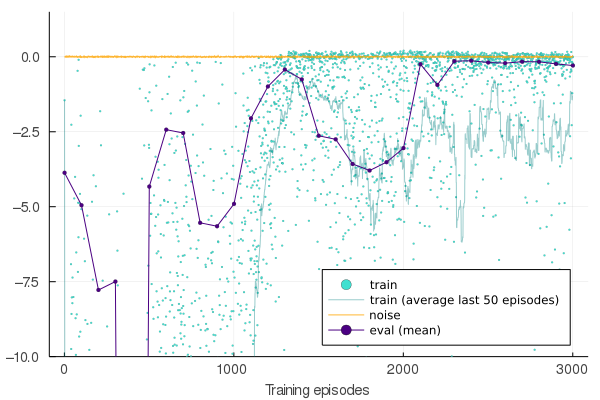 0.0
−2.5
−5.0
−7.5
−10.0
0
1000
2000
3000
Training episodes
train
train (average last 50 episodes)
noise
eval (mean)